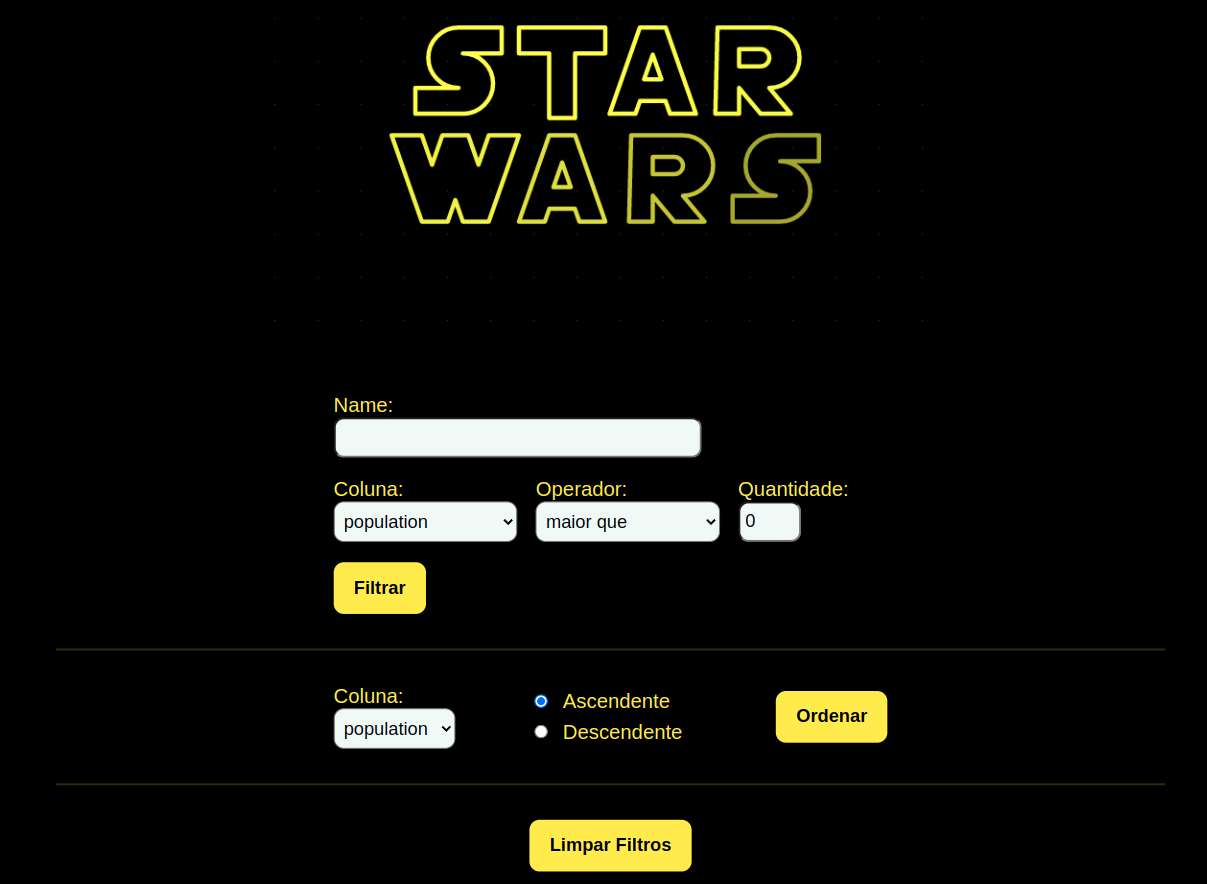 STAR
WARS
Name:
Coluna: Operador: Quantidade:
population maior que 0
Filtrar
Coluna:
population
Ascendente
Descendente
Ordenar
Limpar Filtros